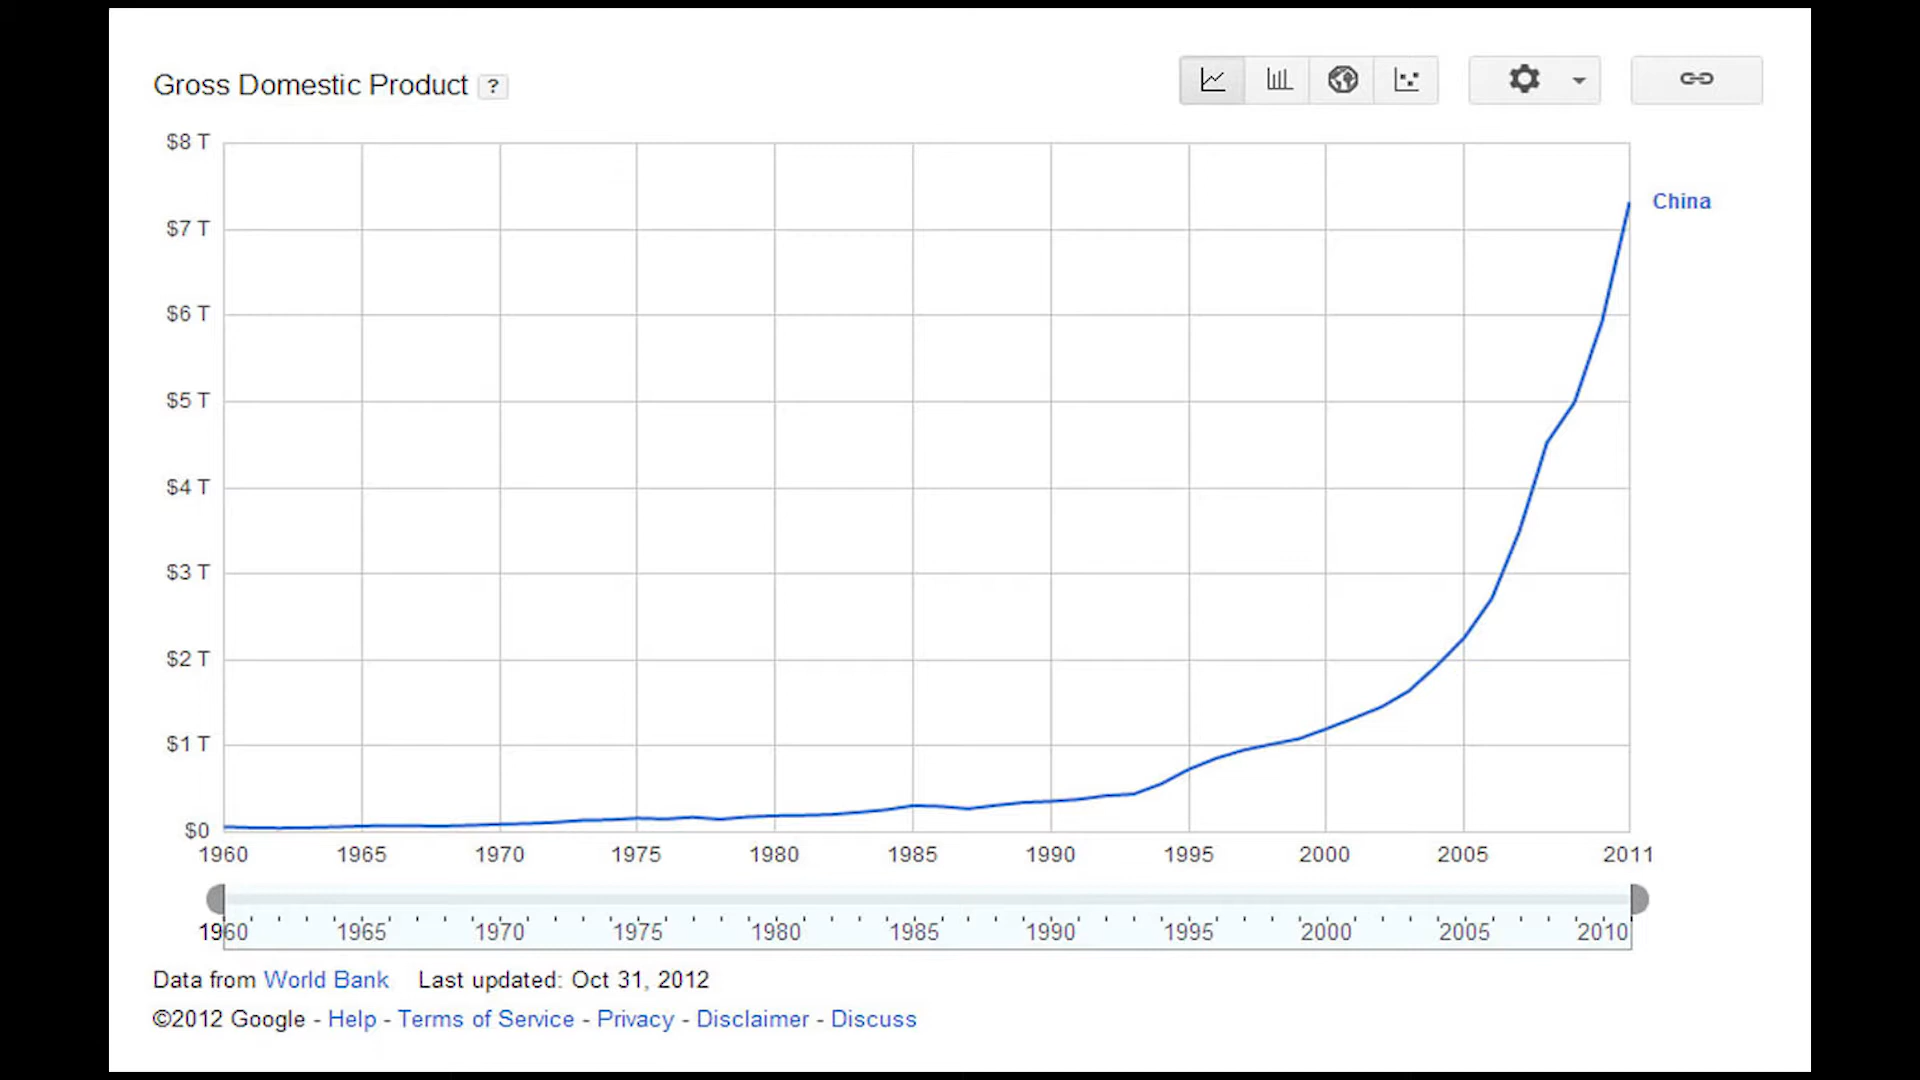 Gross Domestic Product ?
$8 T
China
$7 T
$6 T
$5 T
$4 T
$3 T
$2 T
$1 T
$0
1960 1965 1970 1975 1980 1985 1990 1995 2000 2005 2011
1960 1965 1970 1975 1980 1985 1990 1995 2000 2005 2010
Data from World Bank Last updated: Oct 31, 2012
©2012 Google - Help - Terms of Service - Privacy - Disclaimer - Discuss